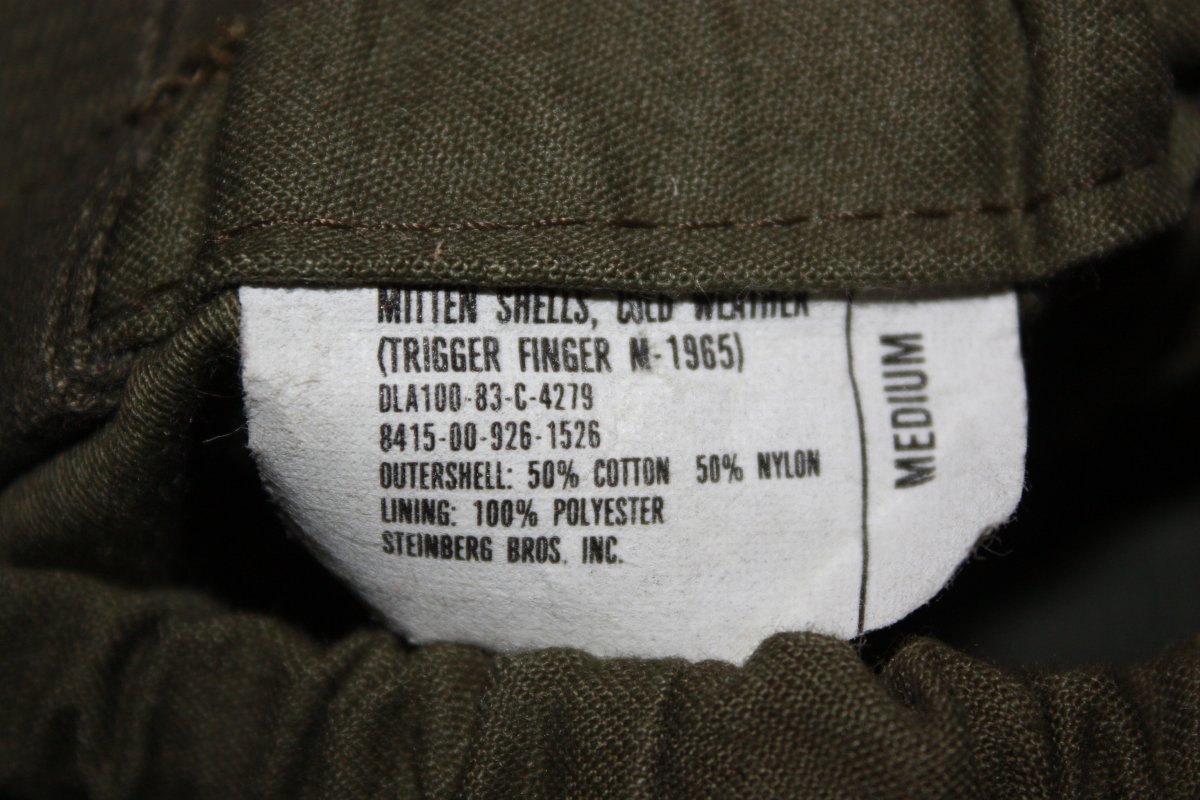 MITTEN SHELLS, COLD WEATHER
(TRIGGER FINGER M-1965)
DLA100-83-C-4279
8415-00-926-1526
OUTERSHELL: 50% COTTON 50% NYLON
LINING: 100% POLYESTER
STEINBERG BROS. INC.
MEDIUM